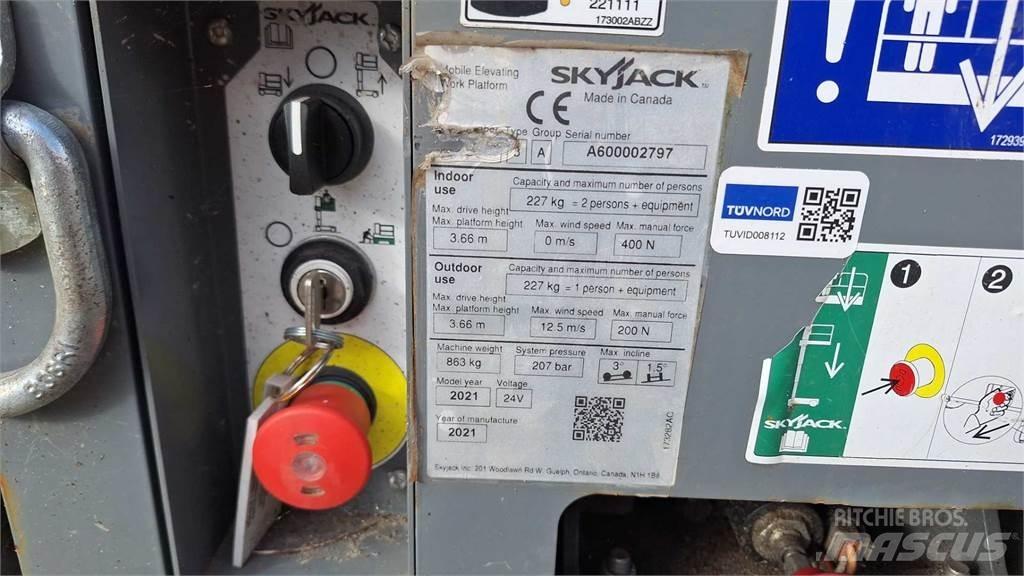 SKYJACK
221111
173002ABZZ
Mobile Elevating
Work Platform
SKYJACK™
CE
Made in Canada
Type Group Serial number
A
A600002797
Indoor
use
Capacity and maximum number of persons
227 kg = 2 persons + equipment
Max. drive height
Max. platform height
Max. wind speed
Max. manual force
3.66 m
0 m/s
400 N
Outdoor
use
Capacity and maximum number of persons
227 kg = 1 person + equipment
Max. drive height
Max. platform height
Max. wind speed
Max. manual force
3.66 m
12.5 m/s
200 N
Machine weight
System pressure
Max incline
863 kg
207 bar
3°
1.5°
Model year
Voltage
2021
24V
Year of manufacture
2021
173282AC
Skyjack Inc. 201 Woodlawn Rd W. Guelph, Ontario, Canada, N1H 1B8
!
172939
TÜVNORD
TUVID008112
1
2
SKYJACK
RITCHIE BROS.
MASCUS